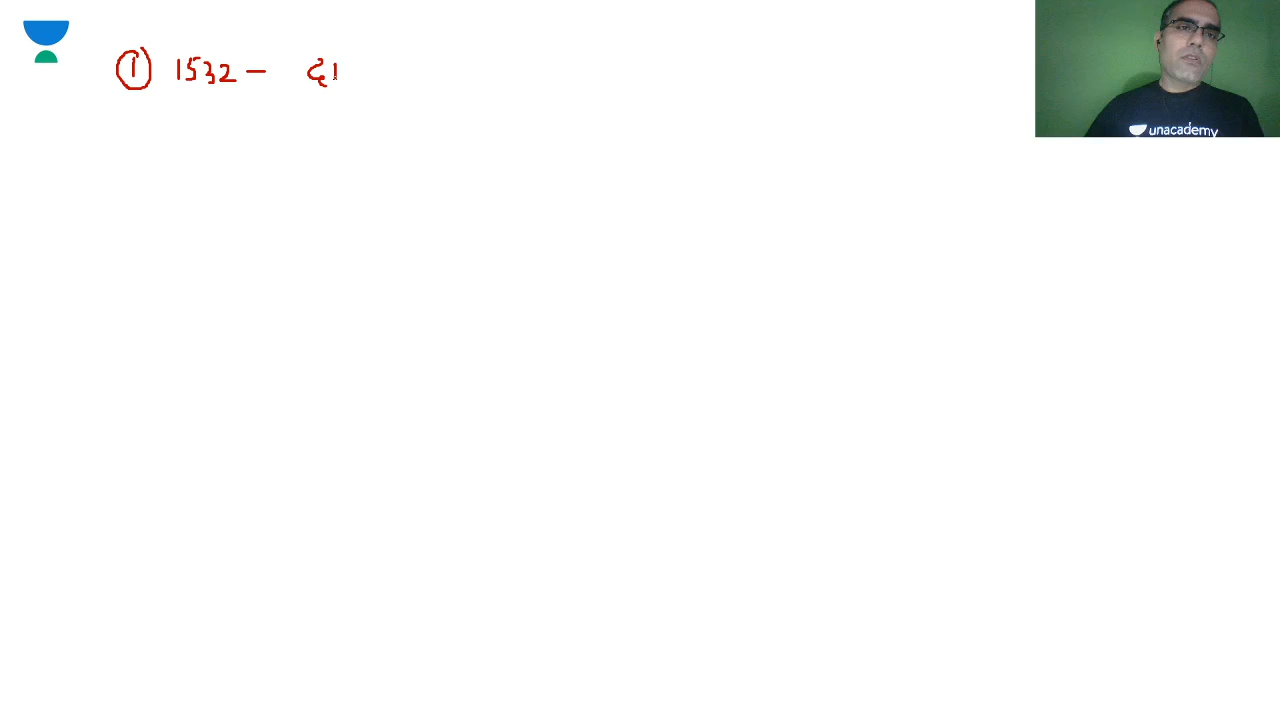 ① 1532 – दा
unacademy